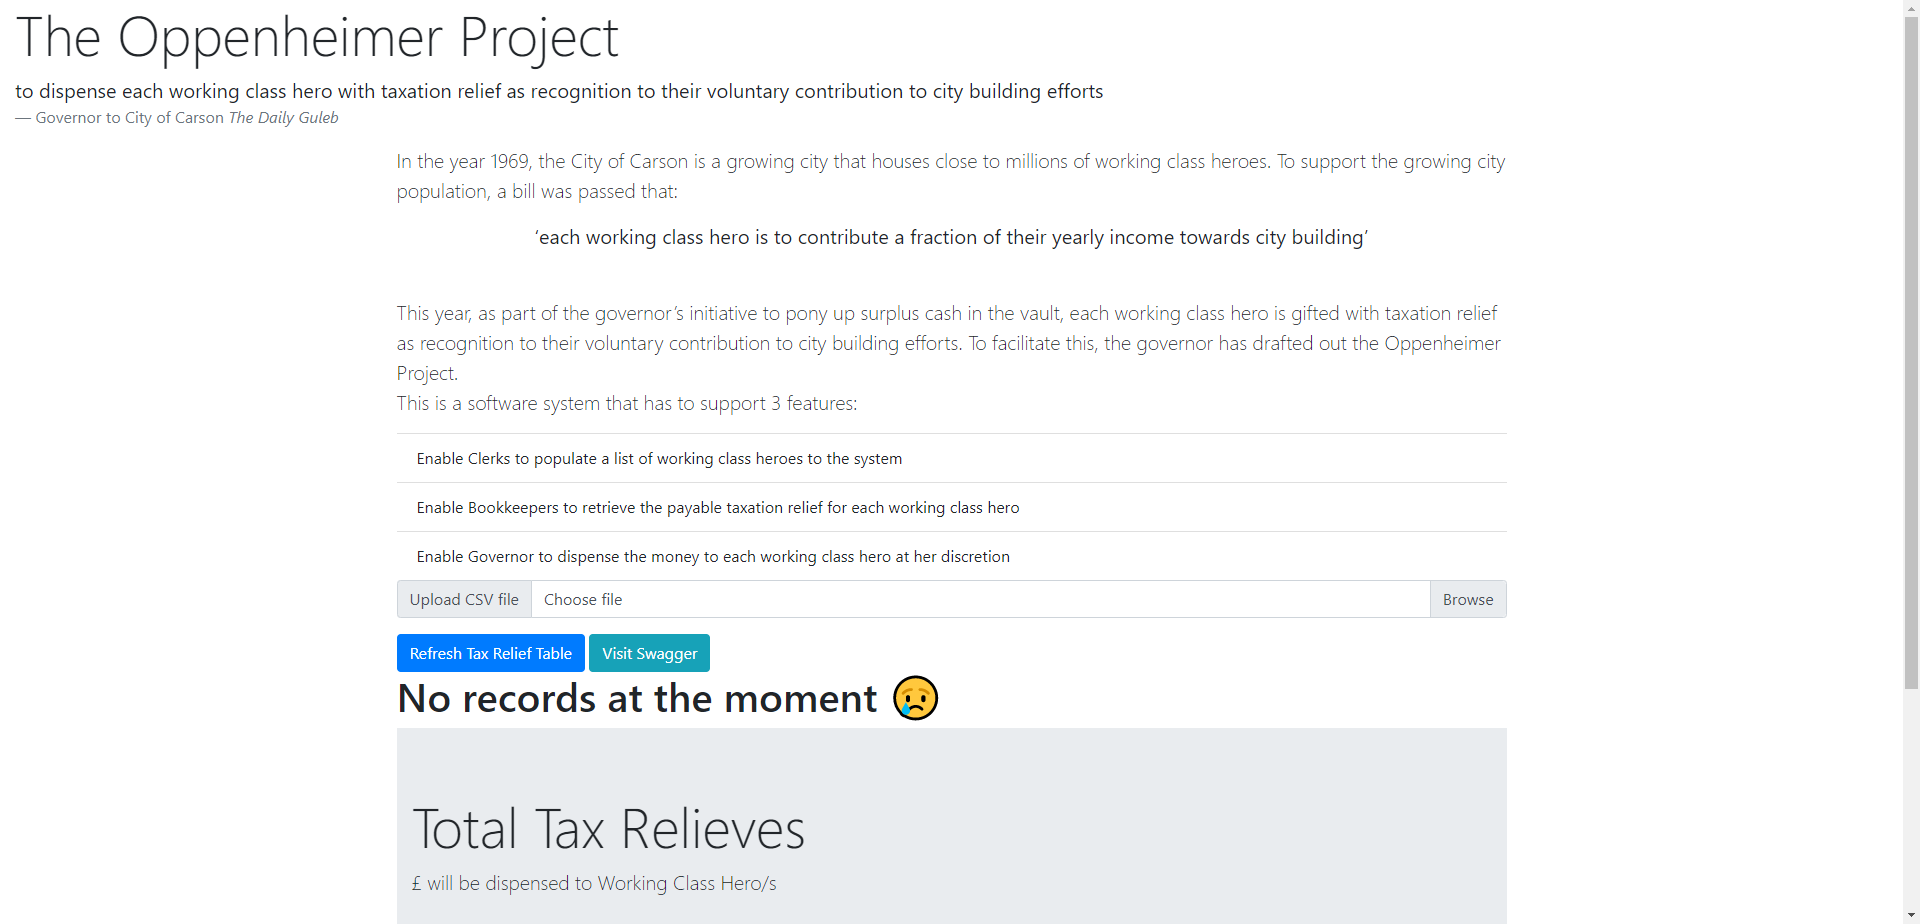 The Oppenheimer Project
to dispense each working class hero with taxation relief as recognition to their voluntary contribution to city building efforts
— Governor to City of Carson The Daily Guleb
In the year 1969, the City of Carson is a growing city that houses close to millions of working class heroes. To support the growing city
population, a bill was passed that:
‘each working class hero is to contribute a fraction of their yearly income towards city building’
This year, as part of the governor’s initiative to pony up surplus cash in the vault, each working class hero is gifted with taxation relief
as recognition to their voluntary contribution to city building efforts. To facilitate this, the governor has drafted out the Oppenheimer
Project.
This is a software system that has to support 3 features:
Enable Clerks to populate a list of working class heroes to the system
Enable Bookkeepers to retrieve the payable taxation relief for each working class hero
Enable Governor to dispense the money to each working class hero at her discretion
Upload CSV file Choose file Browse
Refresh Tax Relief Table Visit Swagger
No records at the moment 😢
Total Tax Relieves
£ will be dispensed to Working Class Hero/s